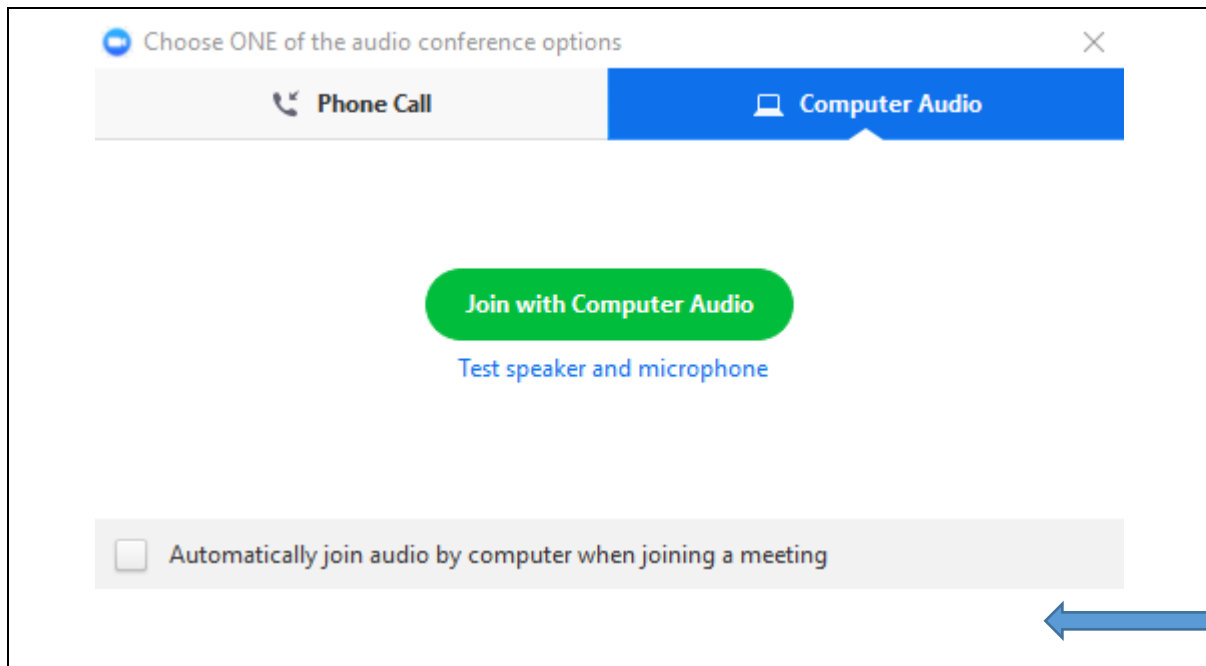 Choose ONE of the audio conference options
Phone Call
Computer Audio
Join with Computer Audio
Test speaker and microphone
Automatically join audio by computer when joining a meeting